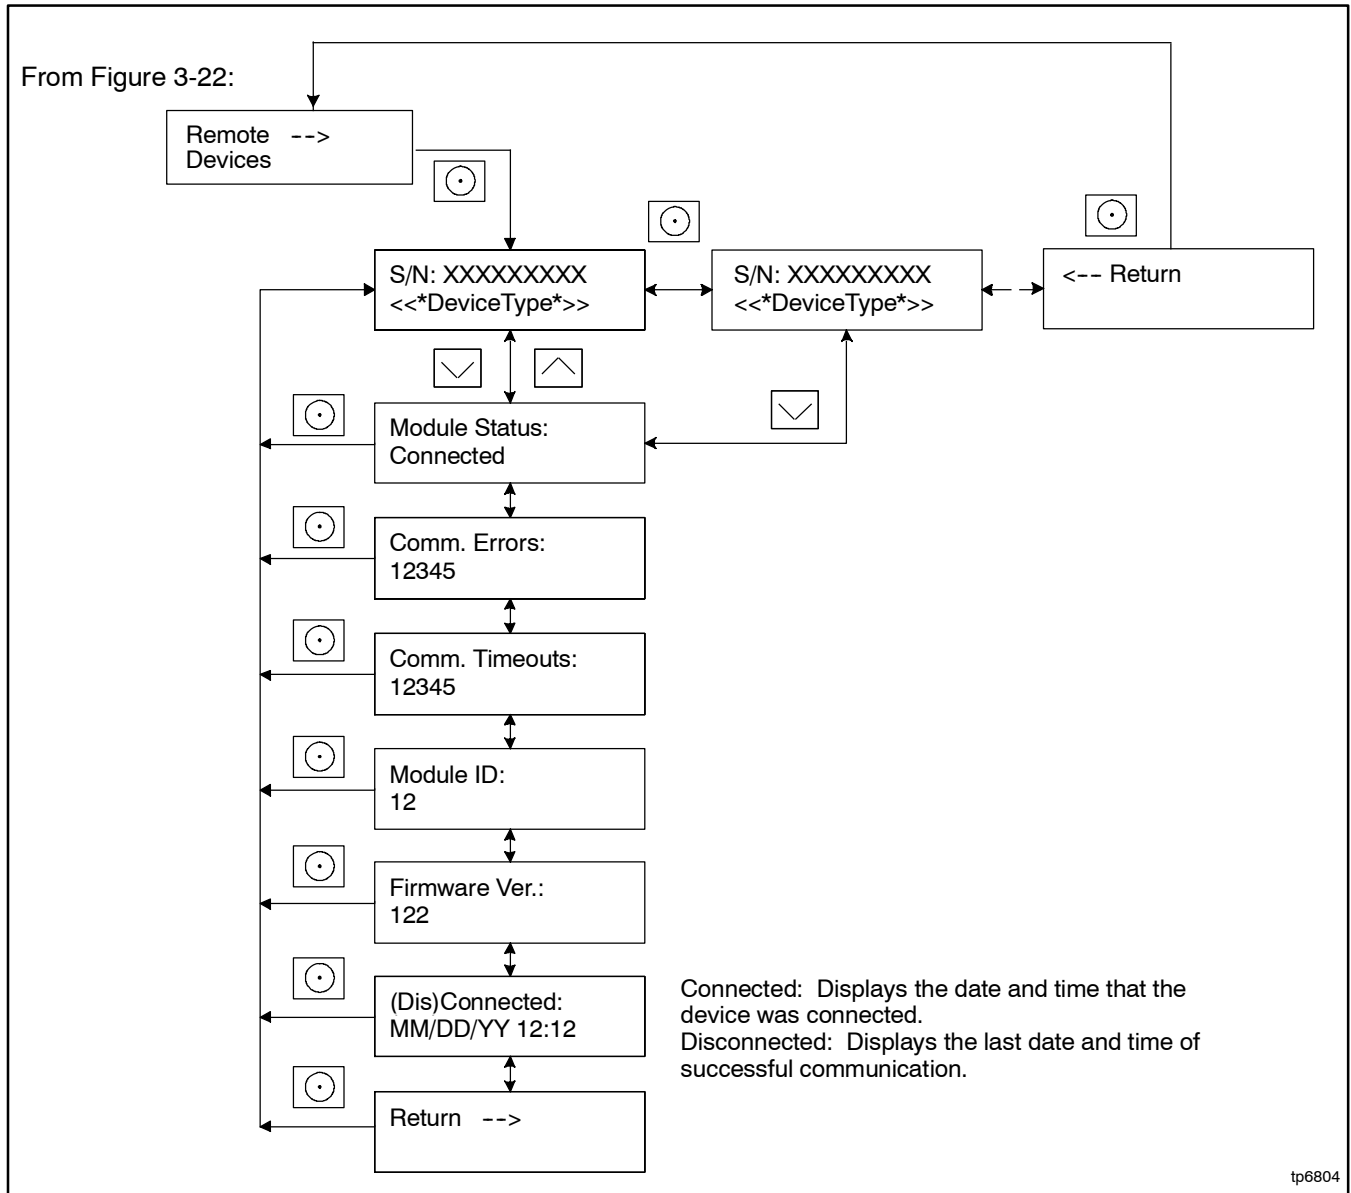 From Figure 3-22:
Remote -->
Devices
S/N: XXXXXXXXX
<<*DeviceType*>>
S/N: XXXXXXXXX
<<*DeviceType*>>
<-- Return
Module Status:
Connected
Comm. Errors:
12345
Comm. Timeouts:
12345
Module ID:
12
Firmware Ver.:
122
(Dis)Connected:
MM/DD/YY 12:12
Connected: Displays the date and time that the
device was connected.
Disconnected: Displays the last date and time of
successful communication.
Return -->
tp6804